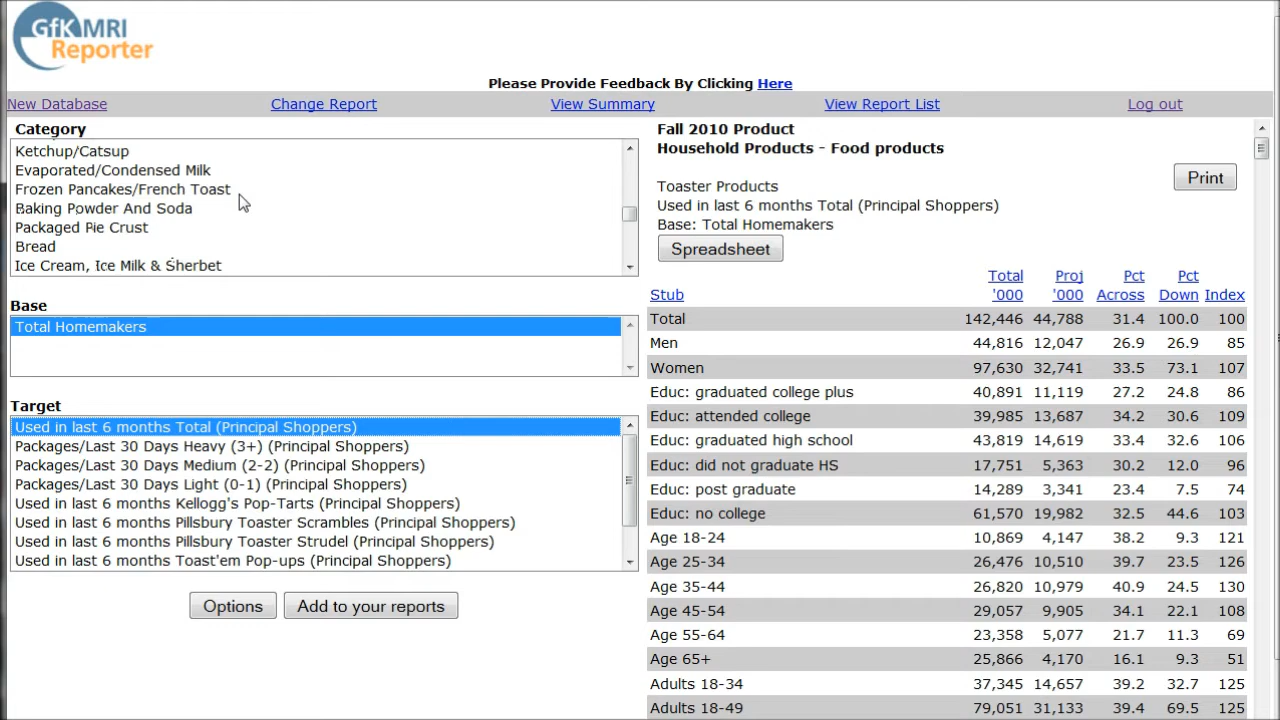 GfK MRI
Reporter
Please Provide Feedback By Clicking Here
New Database Change Report View Summary View Report List Log out
Category
Ketchup/Catsup
Evaporated/Condensed Milk
Frozen Pancakes/French Toast
Baking Powder And Soda
Packaged Pie Crust
Bread
Ice Cream, Ice Milk & Sherbet
Base
Total Homemakers
Target
Used in last 6 months Total (Principal Shoppers)
Packages/Last 30 Days Heavy (3+) (Principal Shoppers)
Packages/Last 30 Days Medium (2-2) (Principal Shoppers)
Packages/Last 30 Days Light (0-1) (Principal Shoppers)
Used in last 6 months Kellogg's Pop-Tarts (Principal Shoppers)
Used in last 6 months Pillsbury Toaster Scrambles (Principal Shoppers)
Used in last 6 months Pillsbury Toaster Strudel (Principal Shoppers)
Used in last 6 months Toast'em Pop-ups (Principal Shoppers)
Options Add to your reports
Fall 2010 Product
Household Products - Food products
Print
Toaster Products
Used in last 6 months Total (Principal Shoppers)
Base: Total Homemakers
Spreadsheet
Total Proj Pct Pct
Stub '000 '000 Across Down Index
Total 142,446 44,788 31.4 100.0 100
Men 44,816 12,047 26.9 26.9 85
Women 97,630 32,741 33.5 73.1 107
Educ: graduated college plus 40,891 11,119 27.2 24.8 86
Educ: attended college 39,985 13,687 34.2 30.6 109
Educ: graduated high school 43,819 14,619 33.4 32.6 106
Educ: did not graduate HS 17,751 5,363 30.2 12.0 96
Educ: post graduate 14,289 3,341 23.4 7.5 74
Educ: no college 61,570 19,982 32.5 44.6 103
Age 18-24 10,869 4,147 38.2 9.3 121
Age 25-34 26,476 10,510 39.7 23.5 126
Age 35-44 26,820 10,979 40.9 24.5 130
Age 45-54 29,057 9,905 34.1 22.1 108
Age 55-64 23,358 5,077 21.7 11.3 69
Age 65+ 25,866 4,170 16.1 9.3 51
Adults 18-34 37,345 14,657 39.2 32.7 125
Adults 18-49 79,051 31,133 39.4 69.5 125